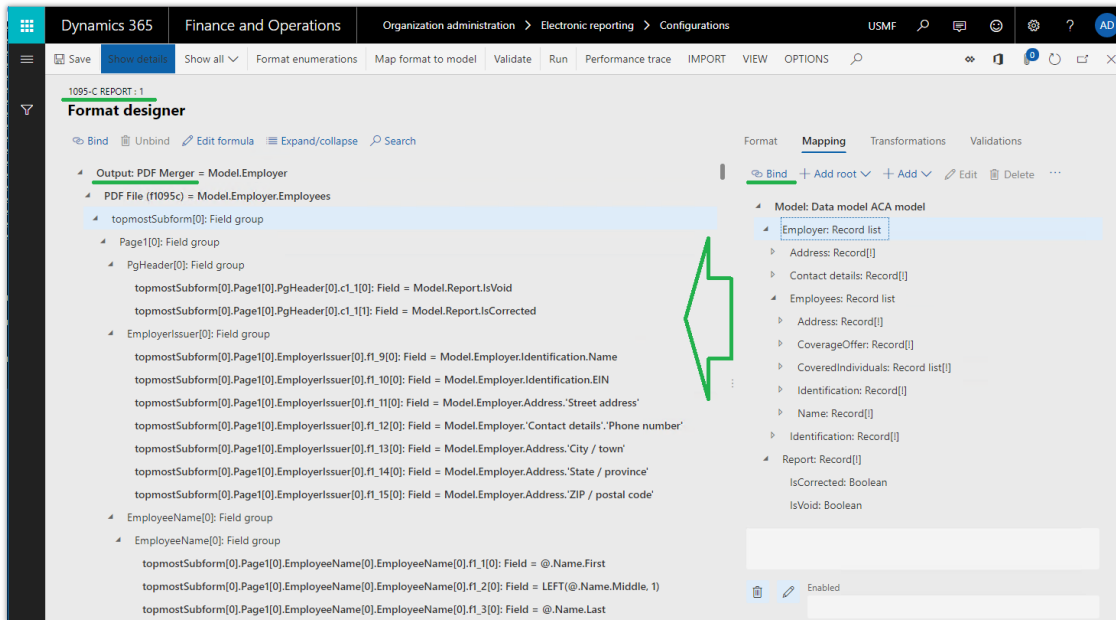 Dynamics 365 Finance and Operations Organization administration > Electronic reporting > Configurations USMF ? AD
Save Show details Show all Format enumerations Map format to model Validate Run Performance trace IMPORT VIEW OPTIONS 0
1095-C REPORT : 1
Format designer
Bind Unbind Edit formula Expand/collapse Search
Output: PDF Merger = Model.Employer
PDF File (f1095c) = Model.Employer.Employees
topmostSubform[0]: Field group
Page1[0]: Field group
PgHeader[0]: Field group
topmostSubform[0].Page1[0].PgHeader[0].c1_1[0]: Field = Model.Report.IsVoid
topmostSubform[0].Page1[0].PgHeader[0].c1_1[1]: Field = Model.Report.IsCorrected
EmployerIssuer[0]: Field group
topmostSubform[0].Page1[0].EmployerIssuer[0].f1_9[0]: Field = Model.Employer.Identification.Name
topmostSubform[0].Page1[0].EmployerIssuer[0].f1_10[0]: Field = Model.Employer.Identification.EIN
topmostSubform[0].Page1[0].EmployerIssuer[0].f1_11[0]: Field = Model.Employer.Address.'Street address'
topmostSubform[0].Page1[0].EmployerIssuer[0].f1_12[0]: Field = Model.Employer.'Contact details'.'Phone number'
topmostSubform[0].Page1[0].EmployerIssuer[0].f1_13[0]: Field = Model.Employer.Address.'City / town'
topmostSubform[0].Page1[0].EmployerIssuer[0].f1_14[0]: Field = Model.Employer.Address.'State / province'
topmostSubform[0].Page1[0].EmployerIssuer[0].f1_15[0]: Field = Model.Employer.Address.'ZIP / postal code'
EmployeeName[0]: Field group
EmployeeName[0]: Field group
topmostSubform[0].Page1[0].EmployeeName[0].EmployeeName[0].f1_1[0]: Field = @.Name.First
topmostSubform[0].Page1[0].EmployeeName[0].EmployeeName[0].f1_2[0]: Field = LEFT(@.Name.Middle, 1)
topmostSubform[0].Page1[0].EmployeeName[0].EmployeeName[0].f1_3[0]: Field = @.Name.Last
Format Mapping Transformations Validations
Bind + Add root + Add Edit Delete ...
Model: Data model ACA model
Employer: Record list
Address: Record[!]
Contact details: Record[!]
Employees: Record list
Address: Record[!]
CoverageOffer: Record[!]
CoveredIndividuals: Record list[!]
Identification: Record[!]
Name: Record[!]
Identification: Record[!]
Report: Record[!]
IsCorrected: Boolean
IsVoid: Boolean
Enabled